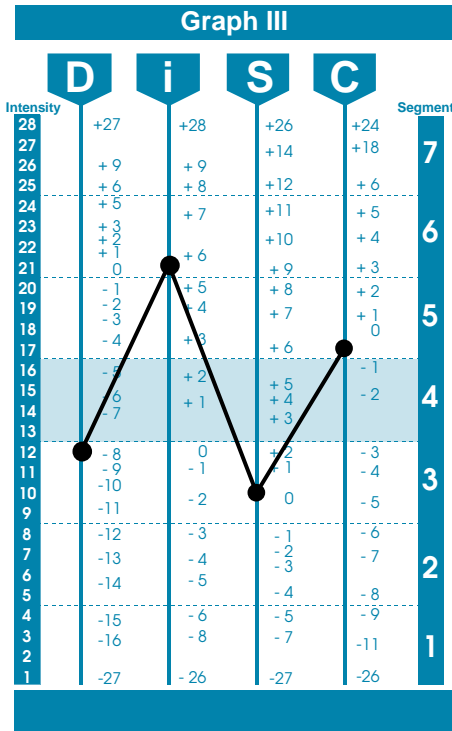 Graph III
D i S C
Intensity Segment
28 +27 +28 +26 +24
27 +14 +18 7
26 + 9 + 9
25 + 6 + 8 +12 + 6
24 + 5 + 7 +11 + 5
23 + 3 6
+ 2 +10 + 4
22 + 1 + 6
21 0 + 9 + 3
20 - 1 + 5 + 8 + 2
19 - 2 + 4 + 7 + 1 5
18 - 3 0
17 - 4 + 3 + 6
16 - 5 + 2 - 1
15 - 6 + 5 - 2 4
+ 1 + 4
14 - 7 + 3
13
12 - 8 0 + 2 - 3
11 - 9 - 1 + 1 - 4 3
10 -10 - 2 0 - 5
9 -11
8 -12 - 3 - 1 - 6
7 -13 - 4 - 2 - 7 2
- 3
6 -14 - 5
5 - 4 - 8
4 -15 - 6 - 5 - 9
3 -16 - 8 - 7 -11 1
2
1 -27 - 26 -27 -26